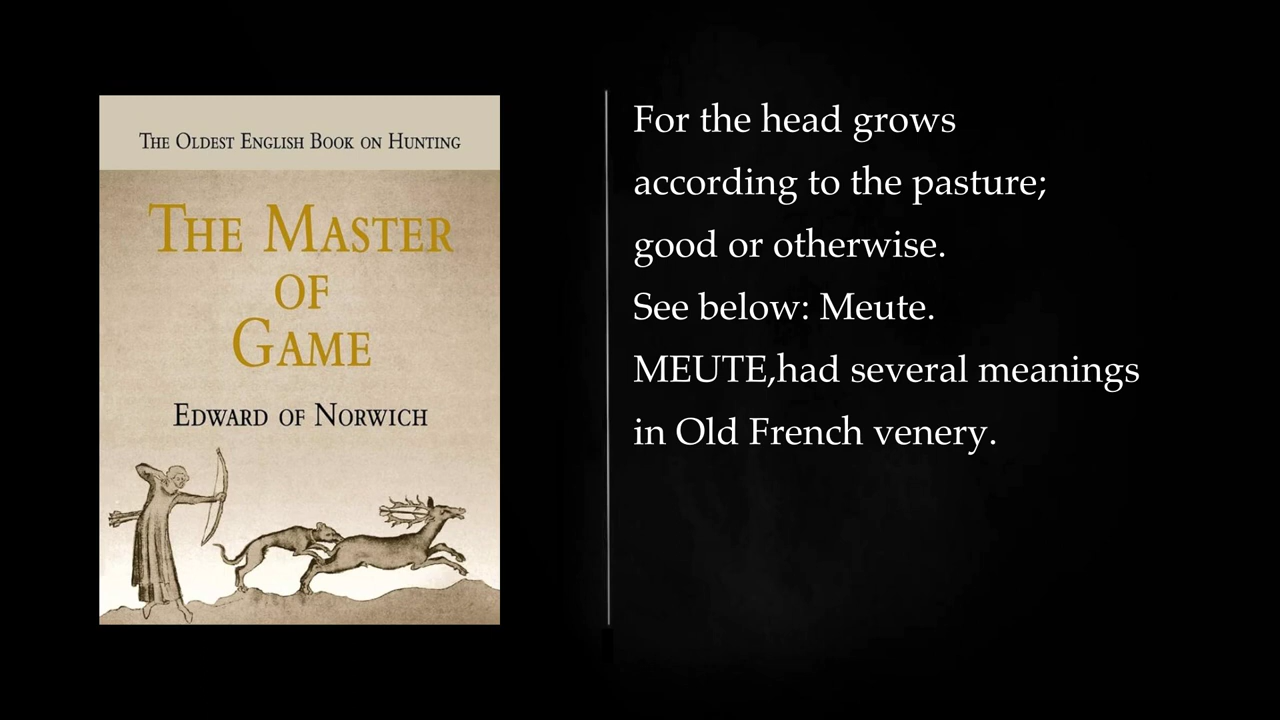 The Oldest English Book on Hunting
The Master
of
Game
Edward of Norwich
For the head grows
according to the pasture;
good or otherwise.
See below: Meute.
MEUTE,had several meanings
in Old French venery.